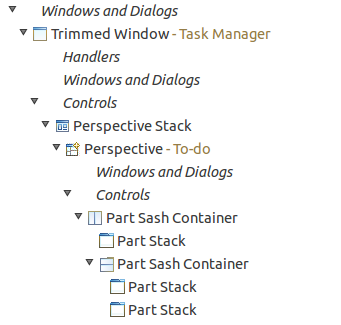 Windows and Dialogs
Trimmed Window - Task Manager
Handlers
Windows and Dialogs
Controls
Perspective Stack
Perspective - To-do
Windows and Dialogs
Controls
Part Sash Container
Part Stack
Part Sash Container
Part Stack
Part Stack